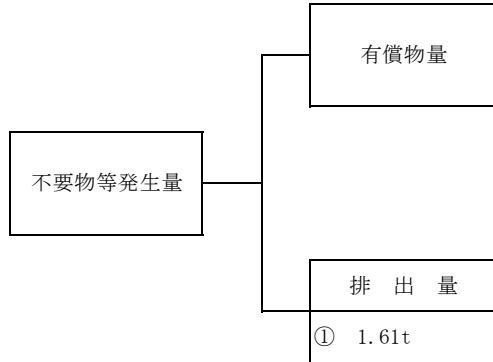 有償物量
不要物等発生量
排 出 量
① 1.61t